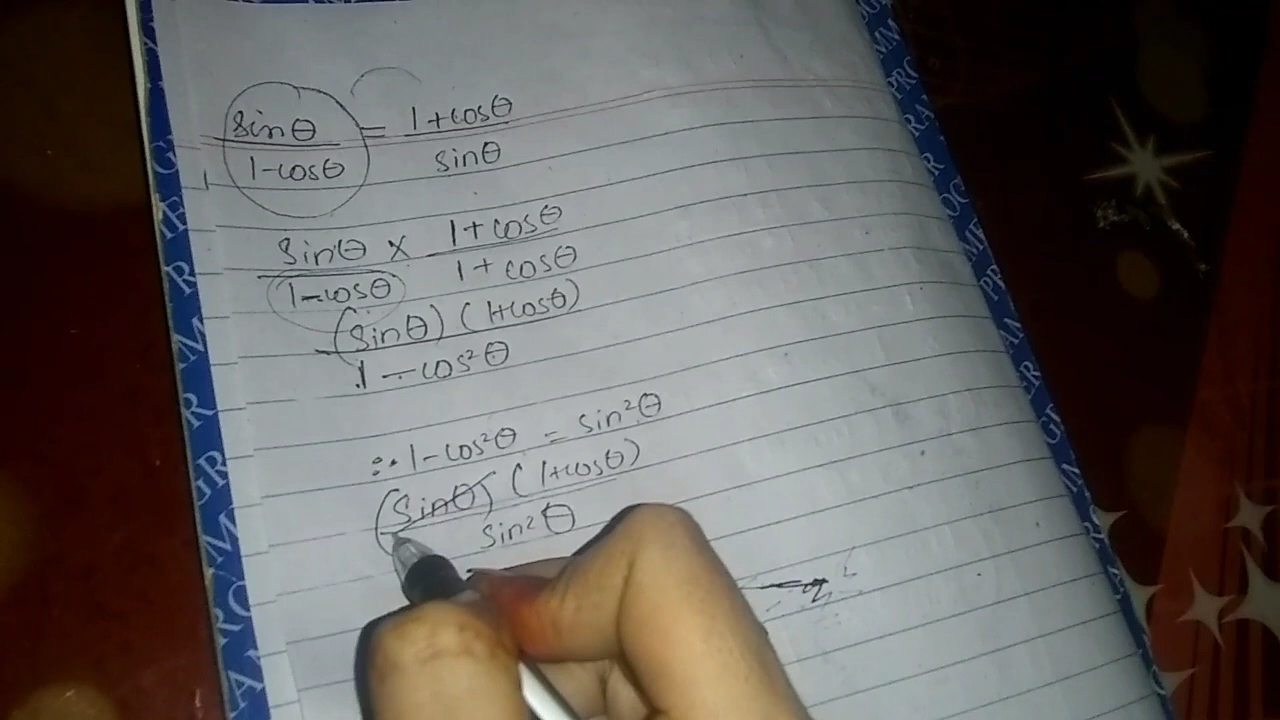 sinθ/1-cosθ = 1+cosθ/sinθ
sinθ/1-cosθ × 1+cosθ/1+cosθ
(sinθ)(1+cosθ)/1-cos²θ
∵ 1-cos²θ = sin²θ
(sinθ)(1+cosθ)/sin²θ